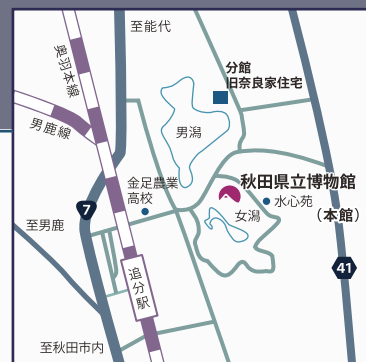 至能代
奥羽本線
分館
旧奈良家住宅
男鹿線
男潟
金足農業
高校
秋田県立博物館
水心苑
（本館）
女潟
7
至男鹿
追分駅
41
至秋田市内